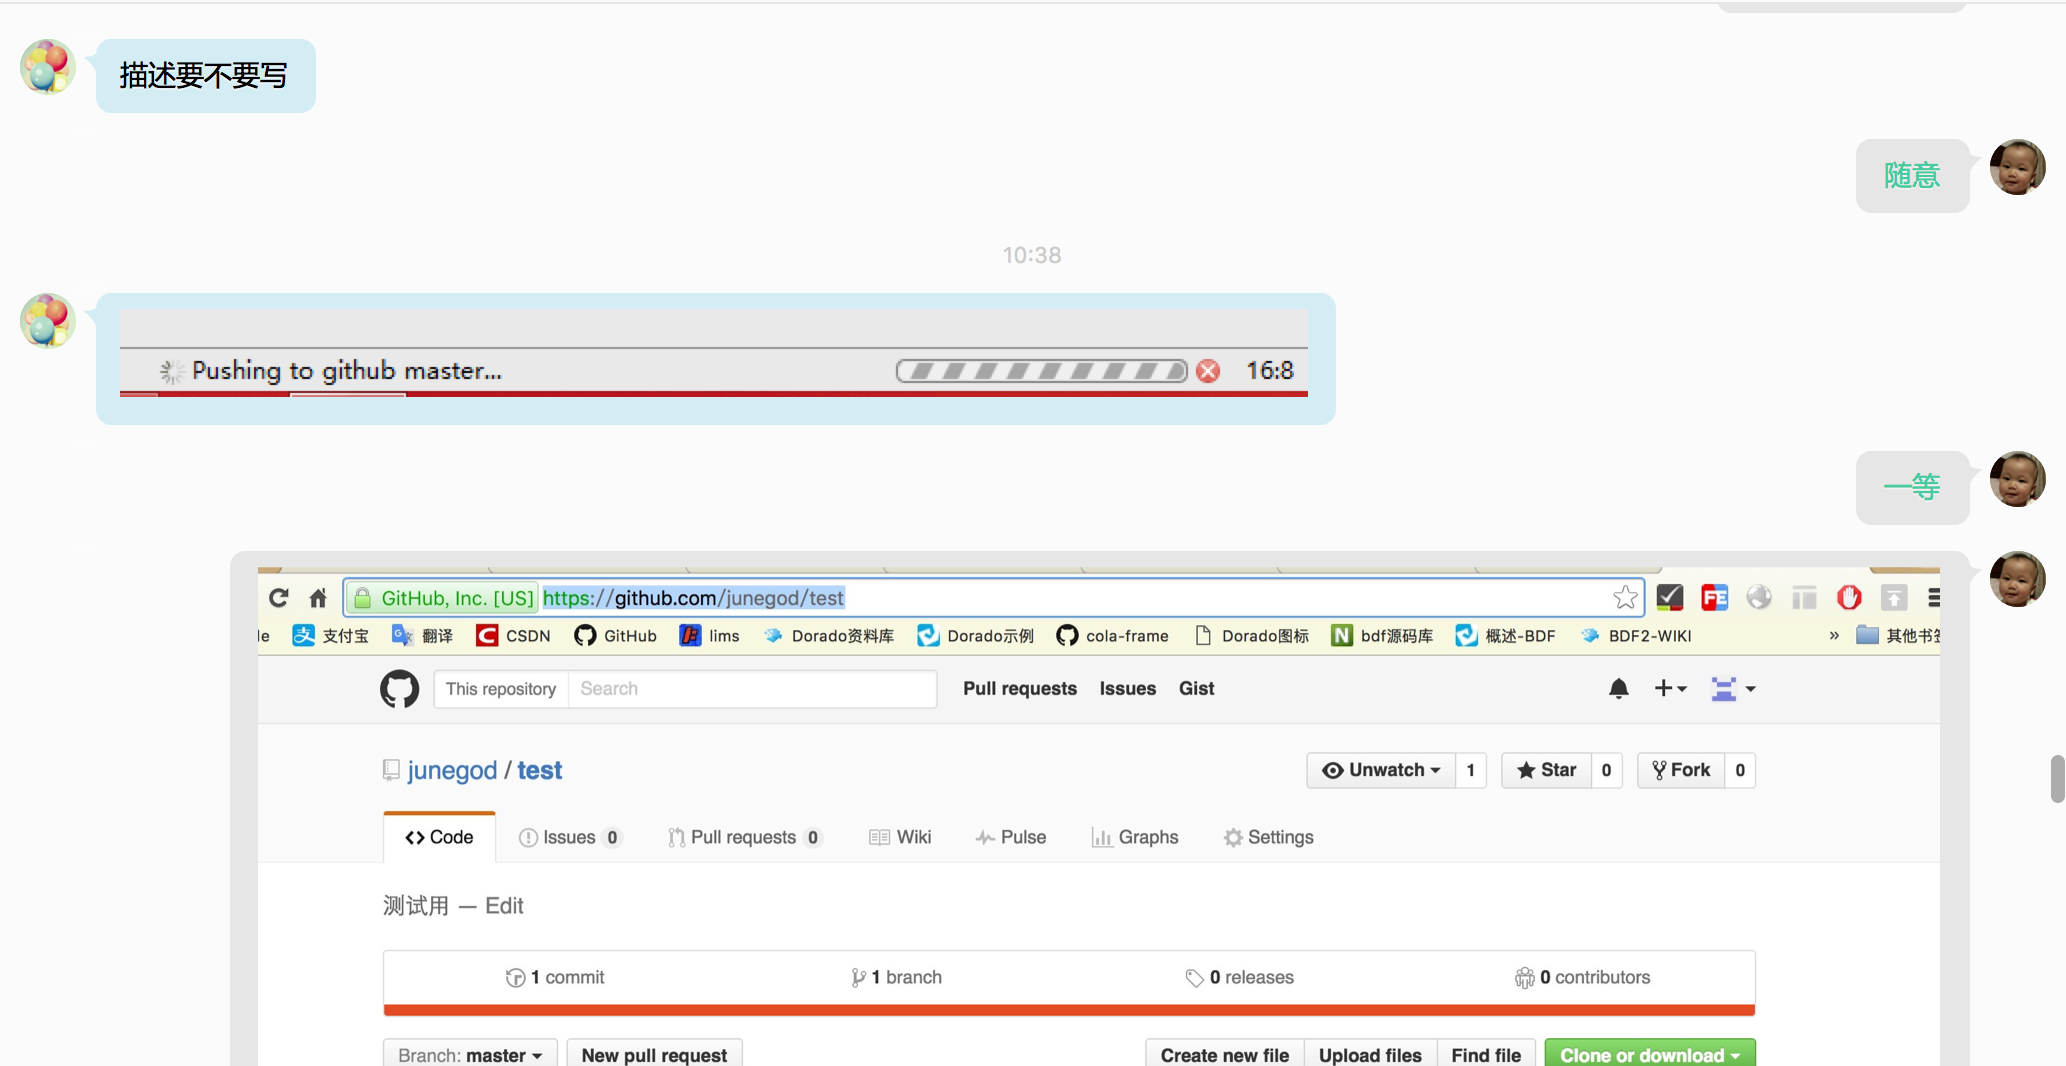 描述要不要写
随意
10:38
Pushing to github master... 16:8
一等
GitHub, Inc. [US] https://github.com/junegod/test
le 支付宝 翻译 CSDN GitHub lims Dorado资料库 Dorado示例 cola-frame Dorado图标 bdf源码库 概述-BDF BDF2-WIKI » 其他书签
This repository Search Pull requests Issues Gist
junegod / test Unwatch 1 Star 0 Fork 0
Code Issues 0 Pull requests 0 Wiki Pulse Graphs Settings
测试用 — Edit
1 commit 1 branch 0 releases 0 contributors
Branch: master New pull request Create new file Upload files Find file Clone or download